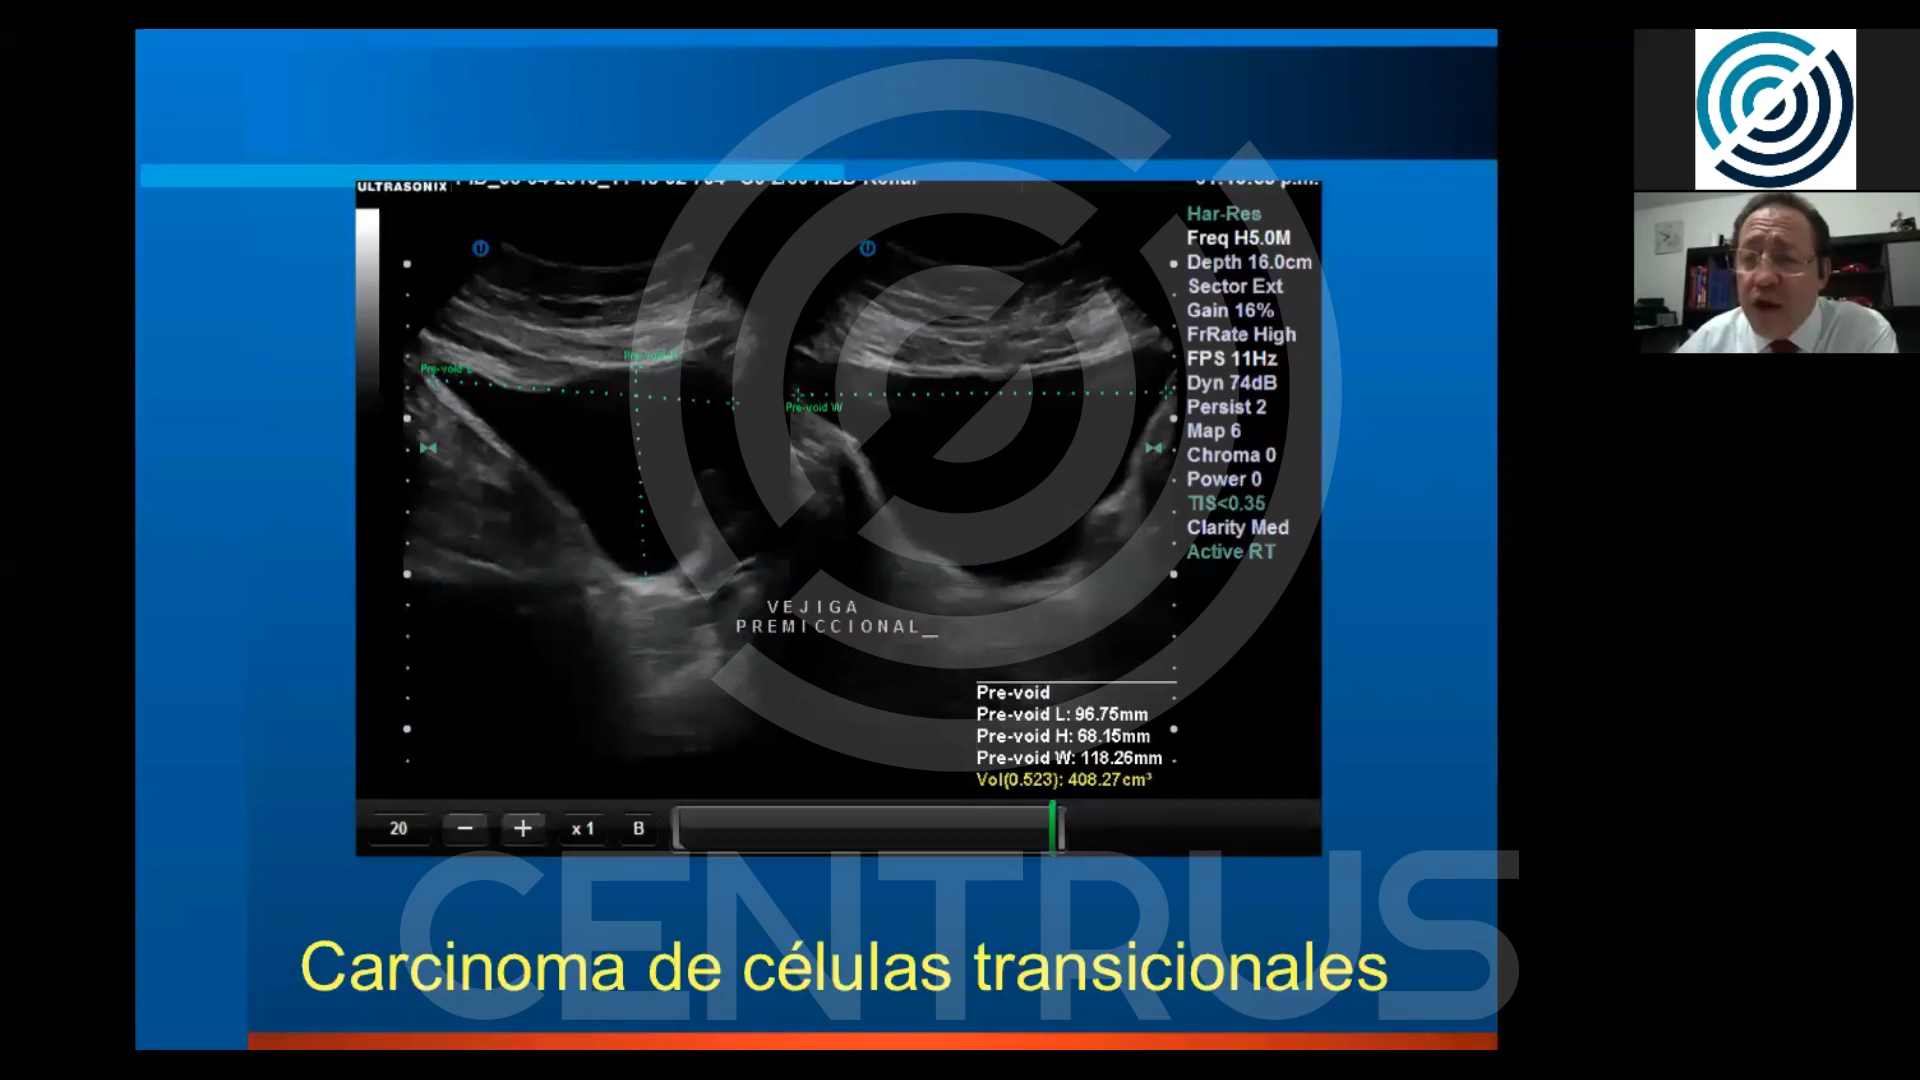 ULTRASONIX
Har-Res
Freq H5.0M
Depth 16.0cm
Sector Ext
Gain 16%
FrRate High
FPS 11Hz
Dyn 74dB
Persist 2
Map 6
Chroma 0
Power 0
TIS<0.35
Clarity Med
Active RT
Pre-void L
Pre-void H
Pre-void W
VEJIGA
PREMICCIONAL_
Pre-void
Pre-void L: 96.75mm
Pre-void H: 68.15mm
Pre-void W: 118.26mm
Vol(0.523): 408.27cm³
20 − + x1 B
CENTRUS
Carcinoma de células transicionales